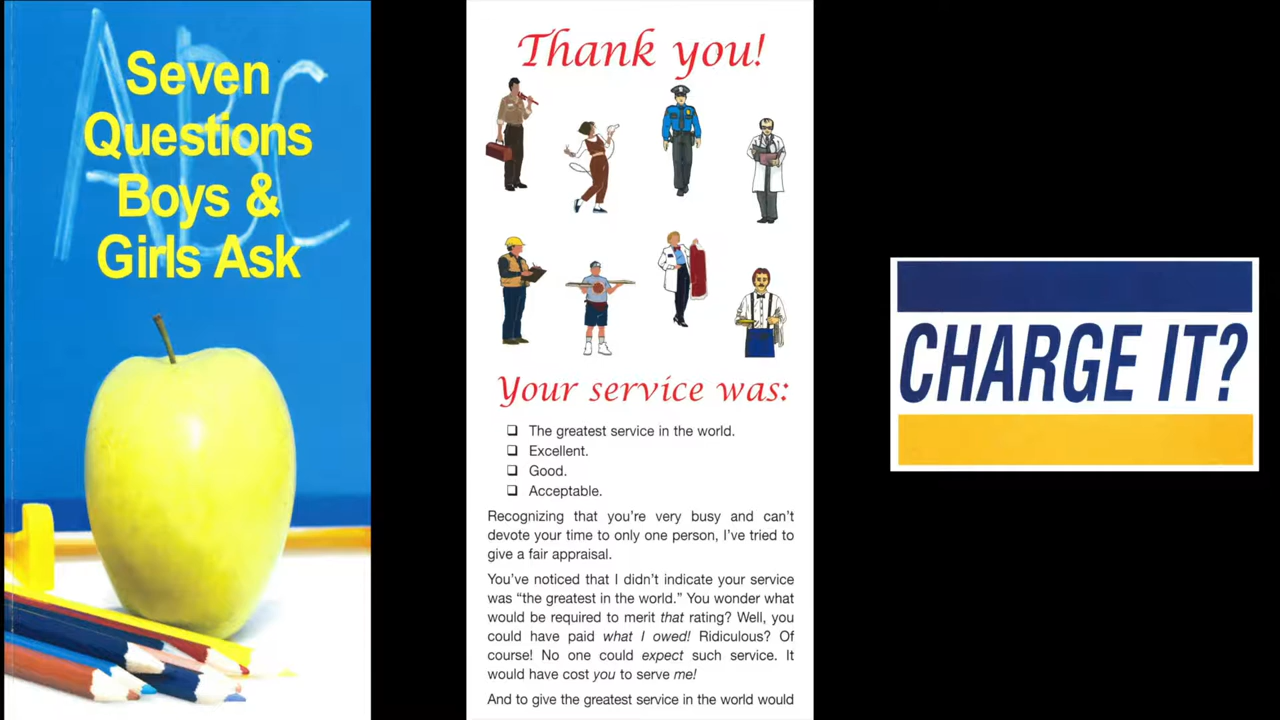 ABC
Seven
Questions
Boys &
Girls Ask
Thank you!
Your service was:
❑ The greatest service in the world.
❑ Excellent.
❑ Good.
❑ Acceptable.
Recognizing that you’re very busy and can’t
devote your time to only one person, I’ve tried to
give a fair appraisal.
You’ve noticed that I didn’t indicate your service
was “the greatest in the world.” You wonder what
would be required to merit that rating? Well, you
could have paid what I owed! Ridiculous? Of
course! No one could expect such service. It
would have cost you to serve me!
And to give the greatest service in the world would
CHARGE IT?